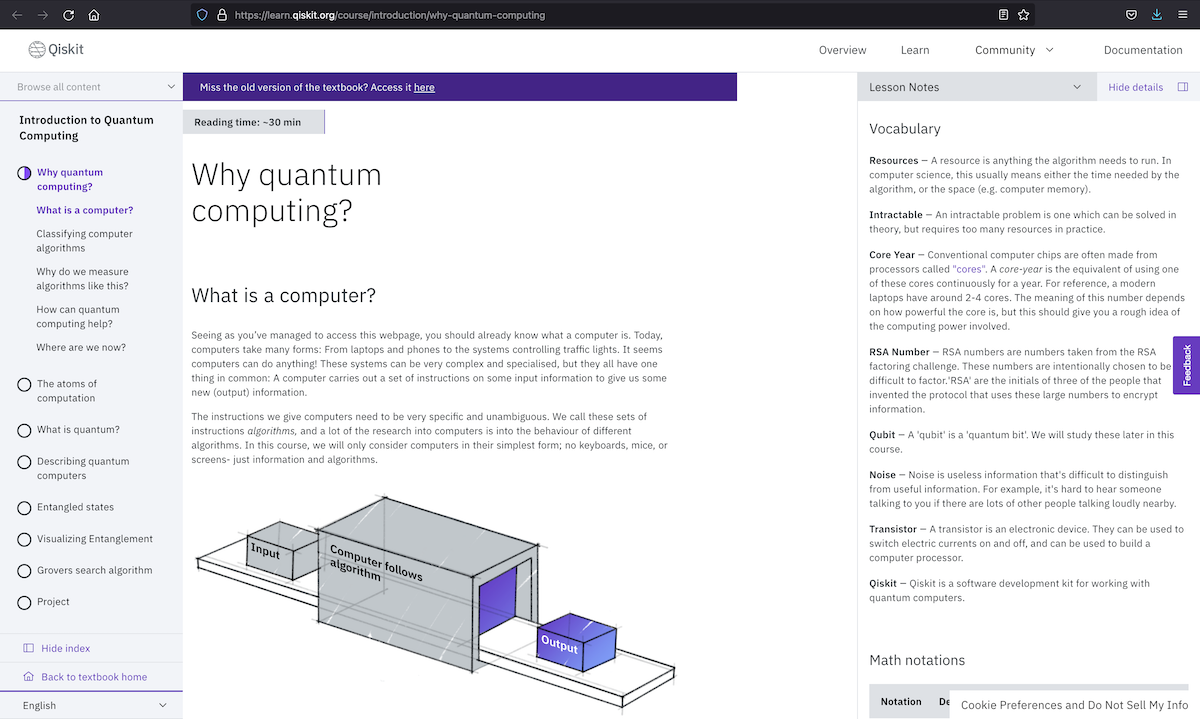 https://learn.qiskit.org/course/introduction/why-quantum-computing
Qiskit
Overview
Learn
Community
Documentation
Browse all content
Introduction to Quantum
Computing
Why quantum
computing?
What is a computer?
Classifying computer
algorithms
Why do we measure
algorithms like this?
How can quantum
computing help?
Where are we now?
The atoms of
computation
What is quantum?
Describing quantum
computers
Entangled states
Visualizing Entanglement
Grovers search algorithm
Project
Hide index
Back to textbook home
English
Miss the old version of the textbook? Access it here
Reading time: ~30 min
Why quantum
computing?
What is a computer?
Seeing as you've managed to access this webpage, you should already know what a computer is. Today,
computers take many forms: From laptops and phones to the systems controlling traffic lights. It seems
computers can do anything! These systems can be very complex and specialised, but they all have one
thing in common: A computer carries out a set of instructions on some input information to give us some
new (output) information.
The instructions we give computers need to be very specific and unambiguous. We call these sets of
instructions algorithms, and a lot of the research into computers is into the behaviour of different
algorithms. In this course, we will only consider computers in their simplest form; no keyboards, mice, or
screens- just information and algorithms.
Input
Computer follows
algorithm
Output
Lesson Notes
Hide details
Vocabulary
Resources — A resource is anything the algorithm needs to run. In
computer science, this usually means either the time needed by the
algorithm, or the space (e.g. computer memory).
Intractable — An intractable problem is one which can be solved in
theory, but requires too many resources in practice.
Core Year — Conventional computer chips are often made from
processors called "cores". A core-year is the equivalent of using one
of these cores continuously for a year. For reference, a modern
laptops have around 2-4 cores. The meaning of this number depends
on how powerful the core is, but this should give you a rough idea of
the computing power involved.
RSA Number — RSA numbers are numbers taken from the RSA
factoring challenge. These numbers are intentionally chosen to be
difficult to factor.'RSA' are the initials of three of the people that
invented the protocol that uses these large numbers to encrypt
information.
Qubit — A 'qubit' is a 'quantum bit'. We will study these later in this
course.
Noise — Noise is useless information that's difficult to distinguish
from useful information. For example, it's hard to hear someone
talking to you if there are lots of other people talking loudly nearby.
Transistor — A transistor is an electronic device. They can be used to
switch electric currents on and off, and can be used to build a
computer processor.
Qiskit — Qiskit is a software development kit for working with
quantum computers.
Math notations
Notation
De
Cookie Preferences and Do Not Sell My Info
Feedback